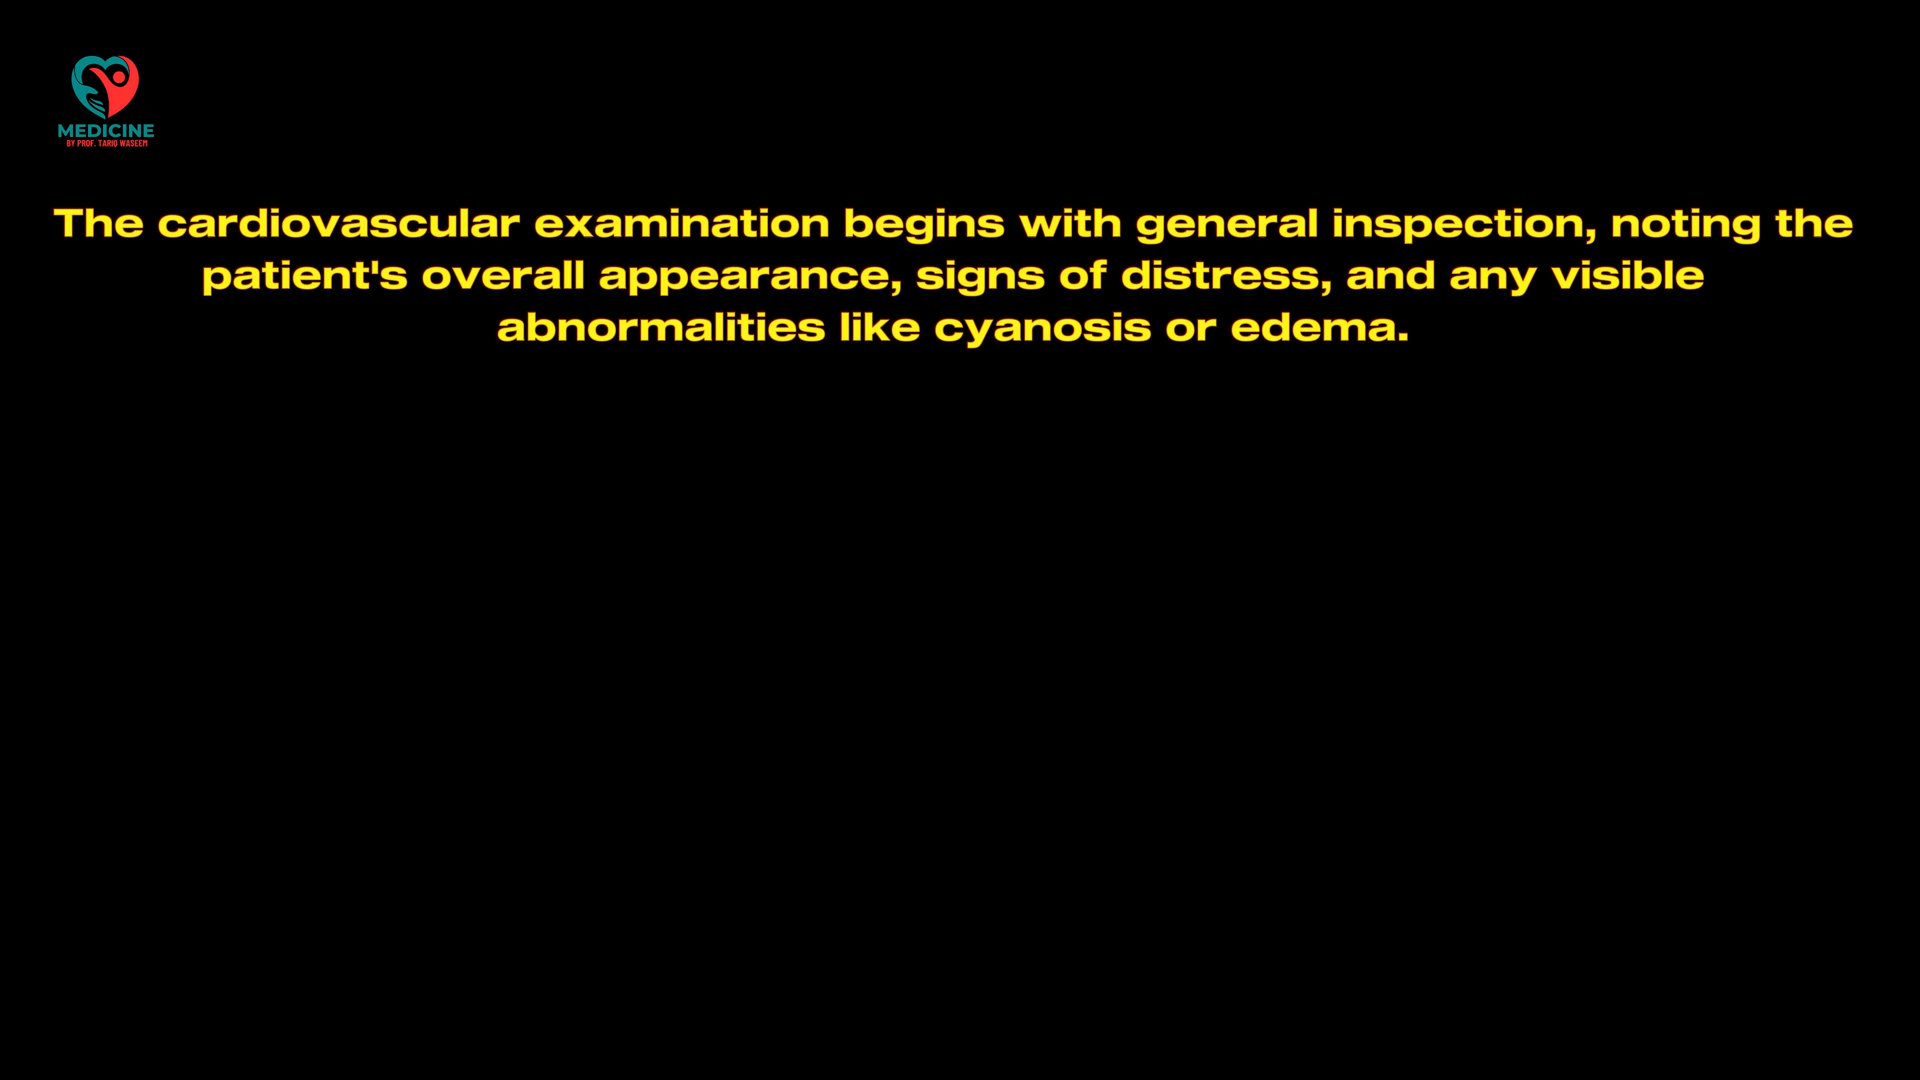 MEDICINE
BY PROF. TARIQ WASEEM
The cardiovascular examination begins with general inspection, noting the
patient's overall appearance, signs of distress, and any visible
abnormalities like cyanosis or edema.